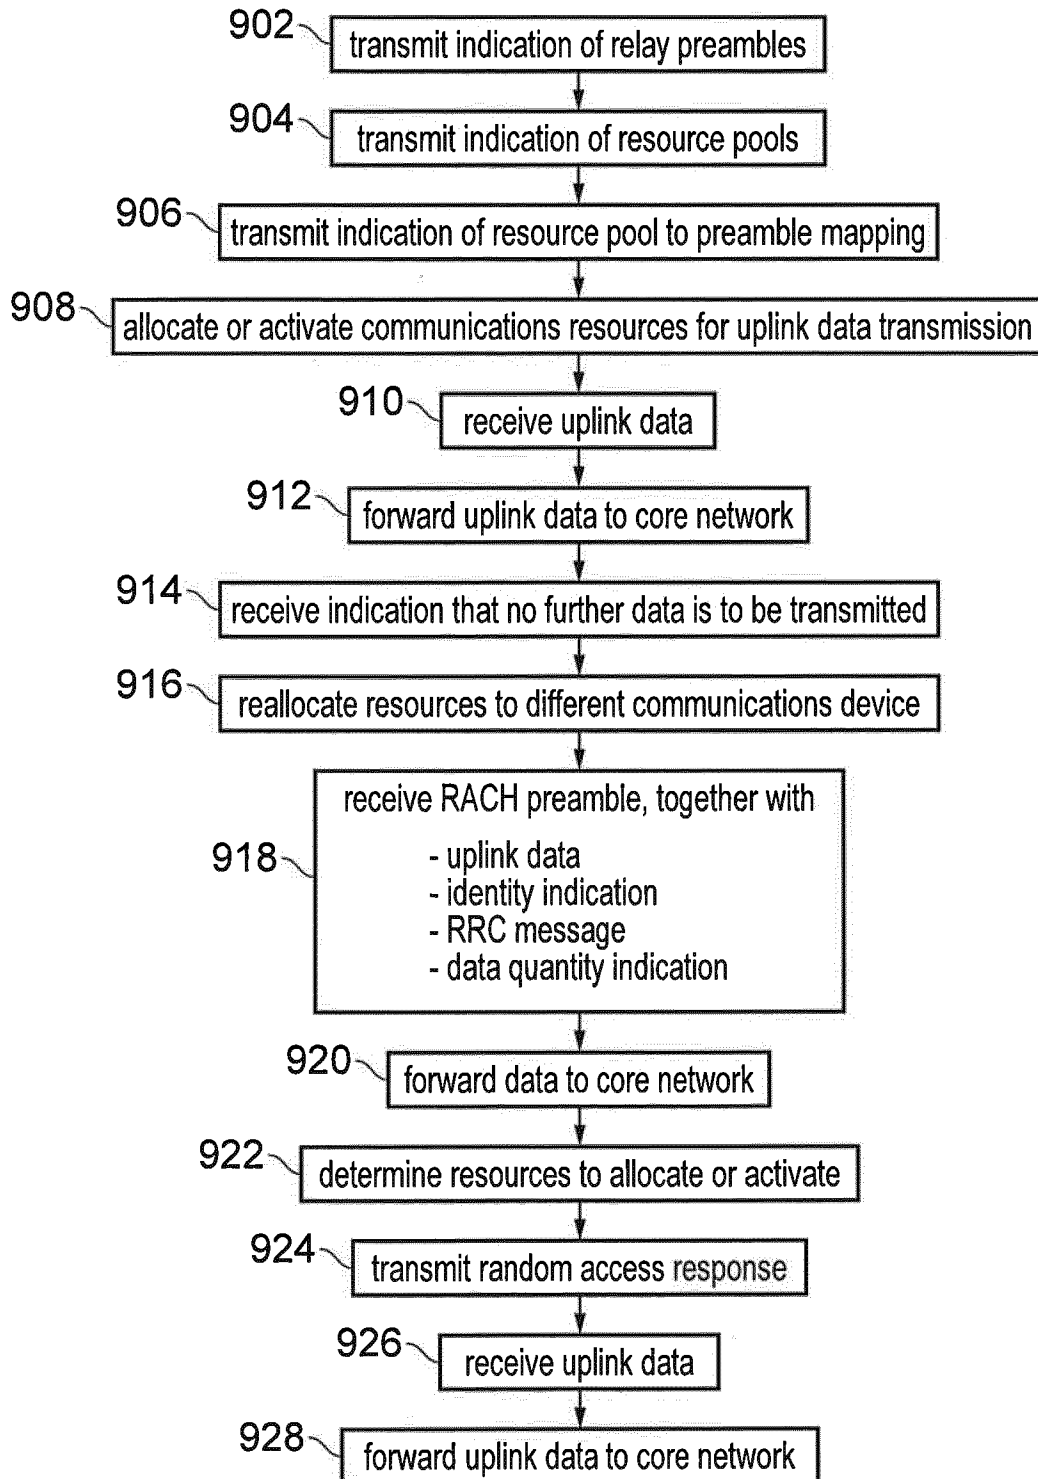 902
transmit indication of relay preambles
904
transmit indication of resource pools
906
transmit indication of resource pool to preamble mapping
908
allocate or activate communications resources for uplink data transmission
910
receive uplink data
912
forward uplink data to core network
914
receive indication that no further data is to be transmitted
916
reallocate resources to different communications device
918
receive RACH preamble, together with
- uplink data
- identity indication
- RRC message
- data quantity indication
920
forward data to core network
922
determine resources to allocate or activate
924
transmit random access response
926
receive uplink data
928
forward uplink data to core network